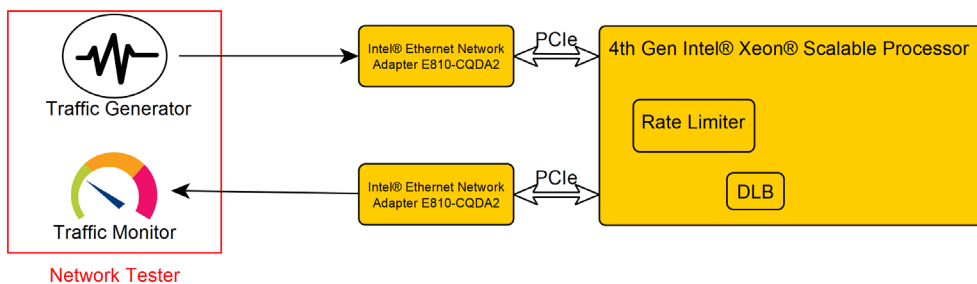 Traffic Generator
Intel® Ethernet Network
Adapter E810-CQDA2
PCIe
4th Gen Intel® Xeon® Scalable Processor
Rate Limiter
DLB
Traffic Monitor
Intel® Ethernet Network
Adapter E810-CQDA2
PCIe
Network Tester